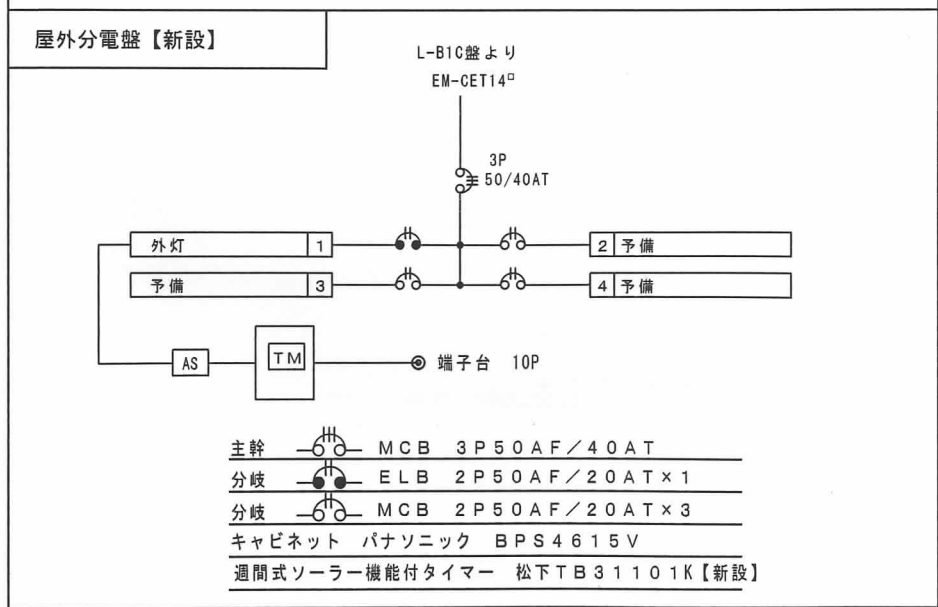 屋外分電盤【新設】
L-B1C盤より
EM-CET14□
3P
50/40AT
外灯 1
2 予備
予備 3
4 予備
AS
TM
端子台 10P
主幹 MCB 3P50AF/40AT
分岐 ELB 2P50AF/20AT×1
分岐 MCB 2P50AF/20AT×3
キャビネット パナソニック BPS4615V
週間式ソーラー機能付タイマー 松下TB31101K【新設】